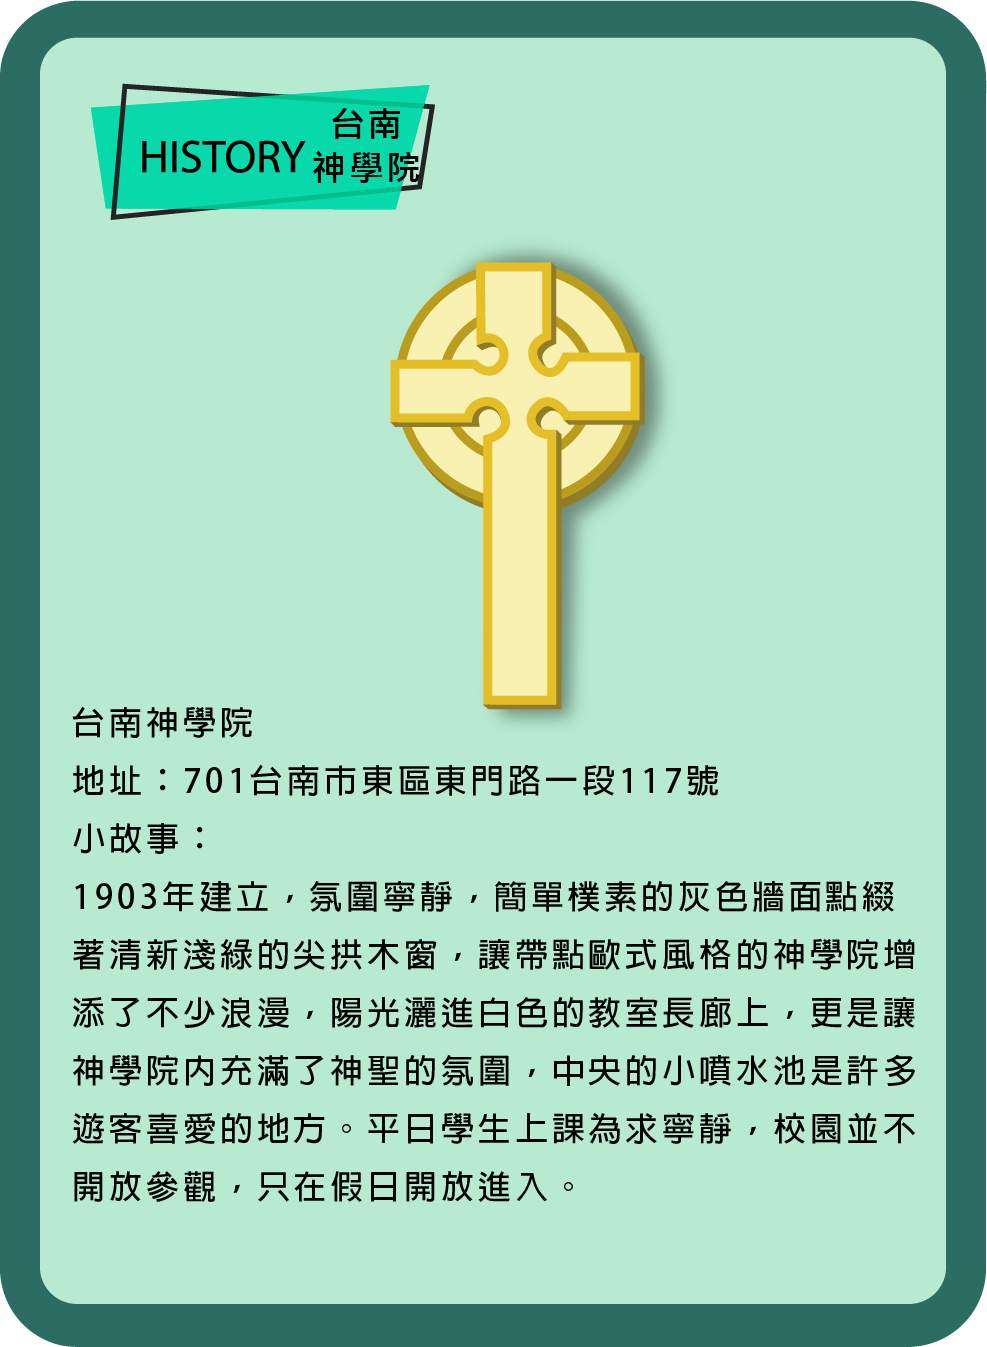 HISTORY 台南
神學院
台南神學院
地址：701台南市東區東門路一段117號
小故事：
1903年建立，氛圍寧靜，簡單樸素的灰色牆面點綴
著清新淺綠的尖拱木窗，讓帶點歐式風格的神學院增
添了不少浪漫，陽光灑進白色的教室長廊上，更是讓
神學院內充滿了神聖的氛圍，中央的小噴水池是許多
遊客喜愛的地方。平日學生上課為求寧靜，校園並不
開放參觀，只在假日開放進入。